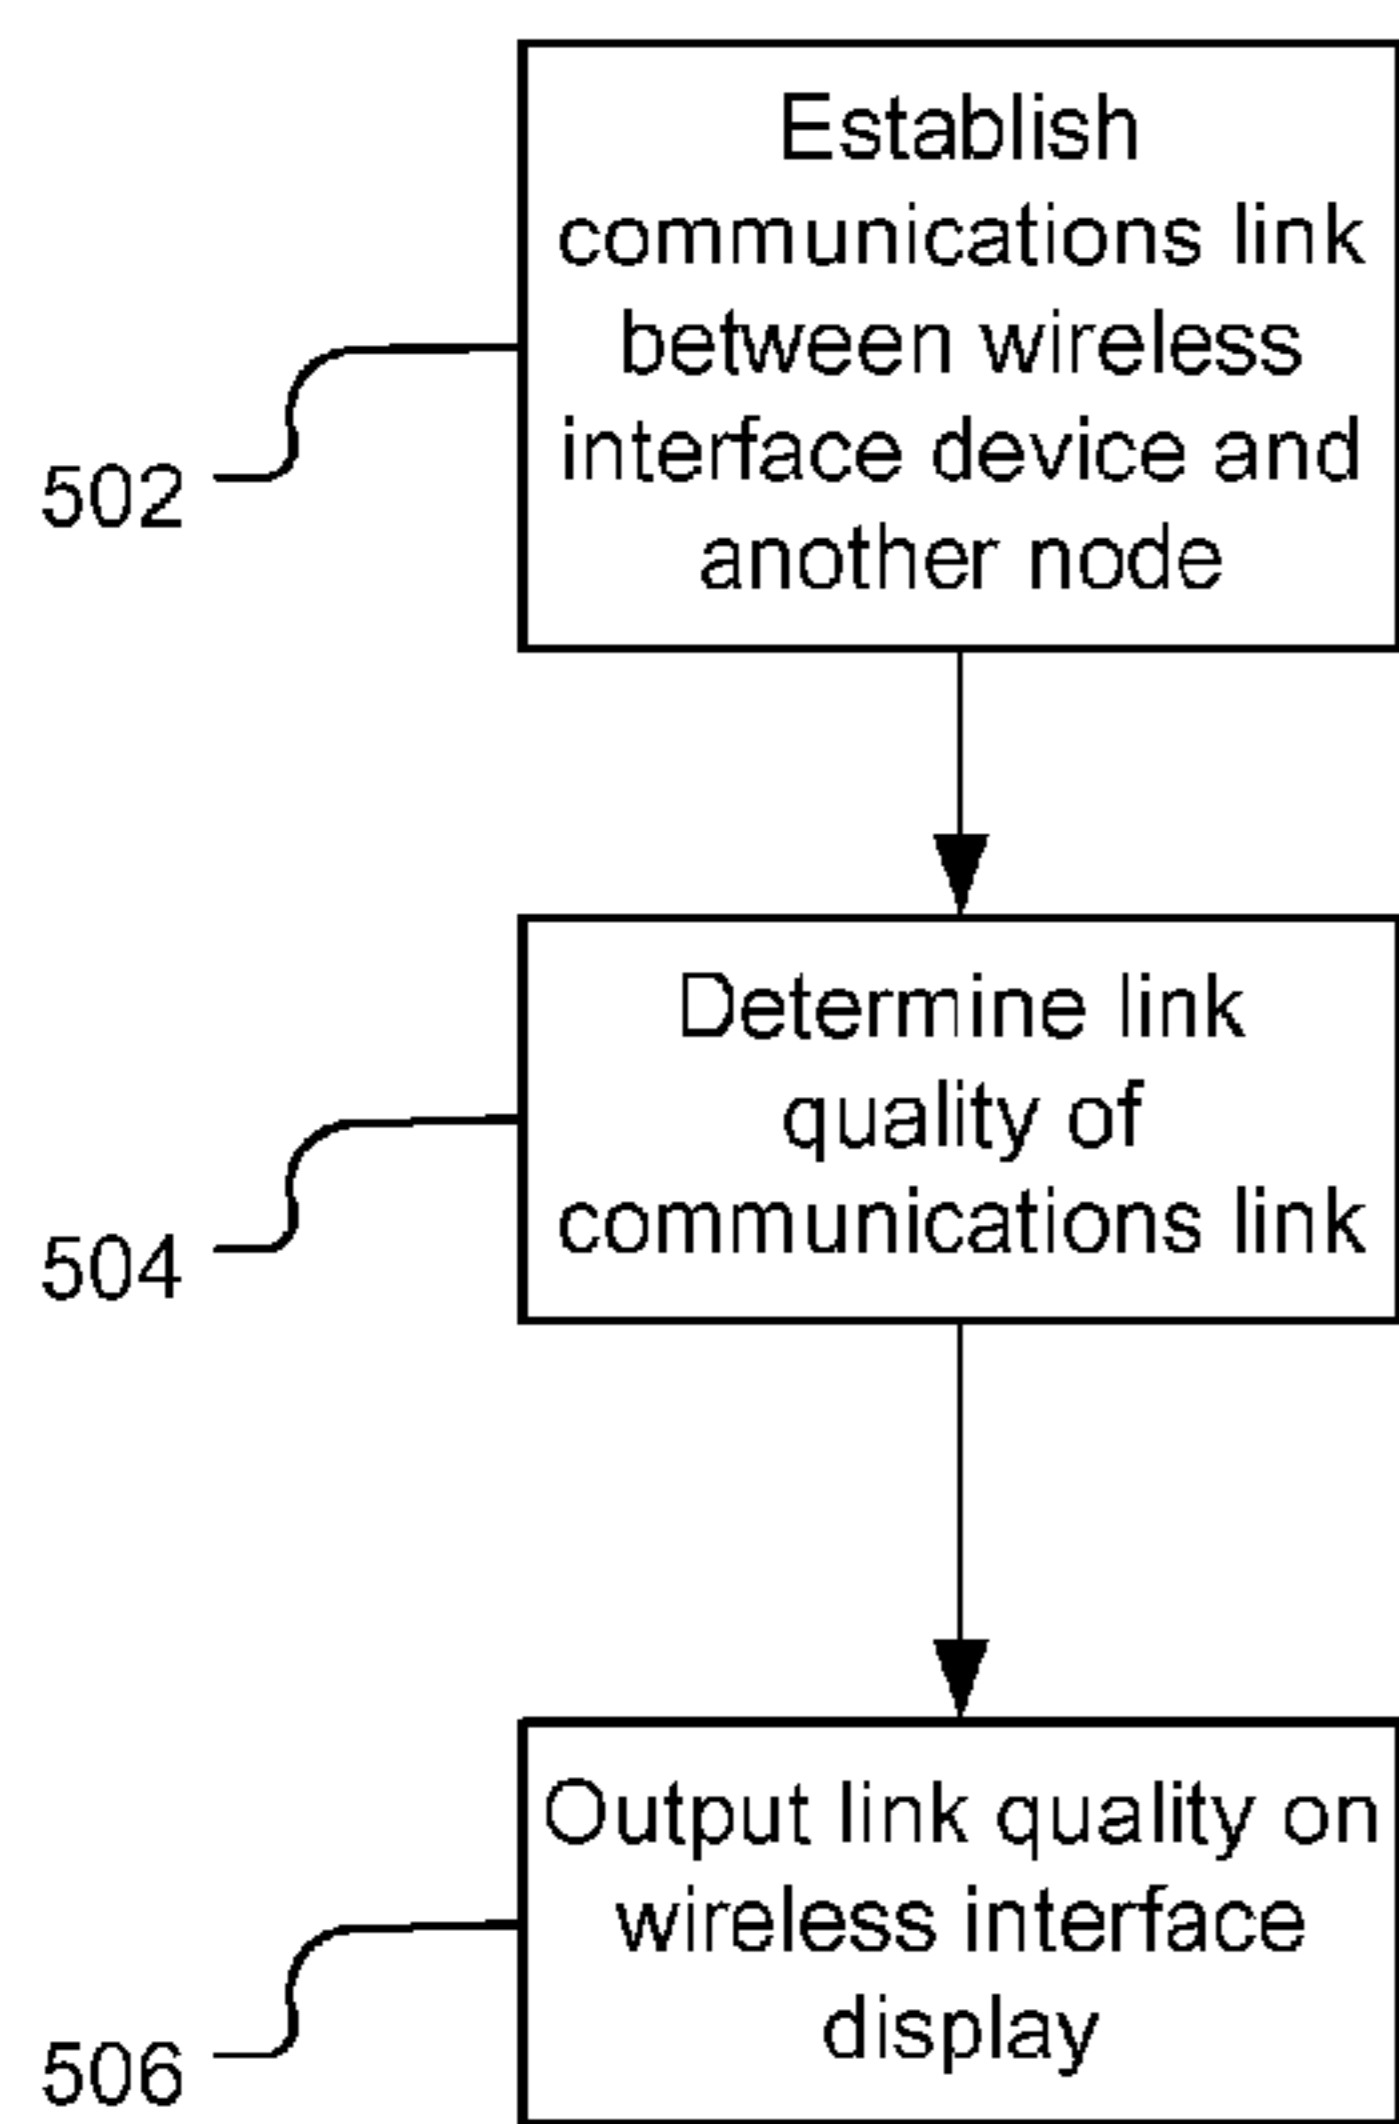 Establish
communications link
between wireless
interface device and
another node
502
Determine link
quality of
communications link
504
Output link quality on
wireless interface
display
506